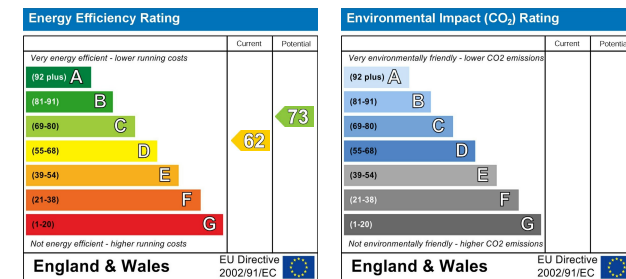 Energy Efficiency Rating
Current Potential
Very energy efficient - lower running costs
(92 plus) A
(81-91) B
(69-80) C
(55-68) D
(39-54) E
(21-38) F
(1-20) G
62
73
Not energy efficient - higher running costs
England & Wales
EU Directive
2002/91/EC
Environmental Impact (CO₂) Rating
Current Potentia
Very environmentally friendly - lower CO2 emissions
(92 plus) A
(81-91) B
(69-80) C
(55-68) D
(39-54) E
(21-38) F
(1-20) G
Not environmentally friendly - higher CO2 emissions
England & Wales
EU Directive
2002/91/EC